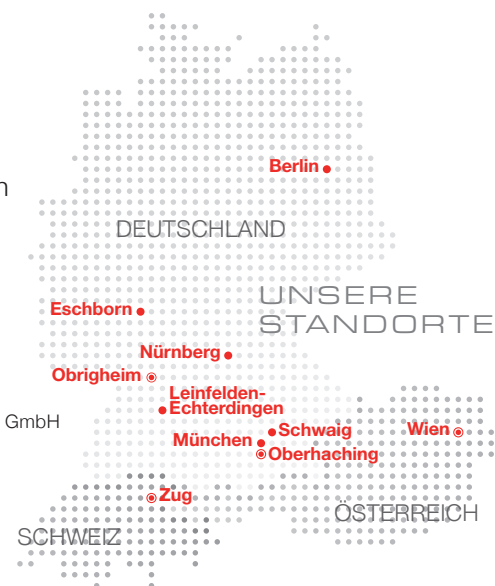 Berlin
n
DEUTSCHLAND
UNSERE
STANDORTE
Eschborn
Nürnberg
Obrigheim
Leinfelden-
Echterdingen
GmbH
Schwaig
Wien
München
Oberhaching
Zug
ÖSTERREICH
SCHWEIZ